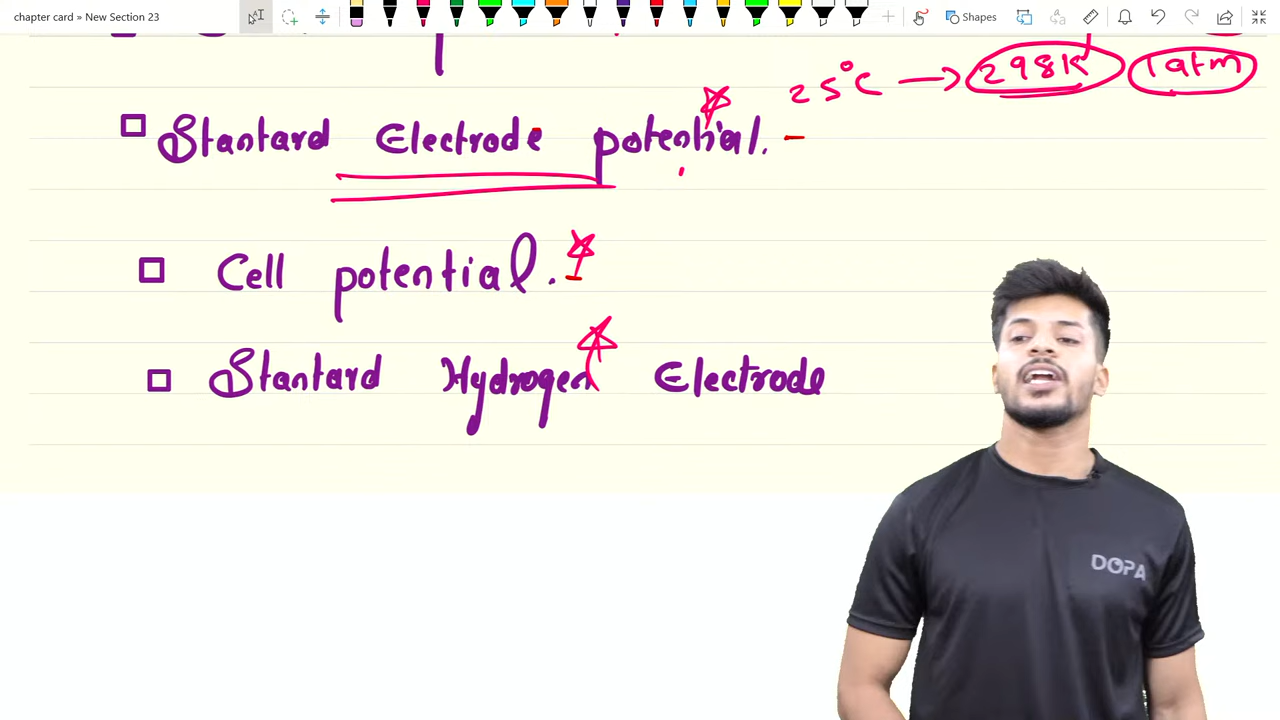 chapter card » New Section 23
Shapes
25°C → 298K 1atm
Stantard Electrode potential. -
Cell potential.
Stantard Hydrogen Electrode
DOPA